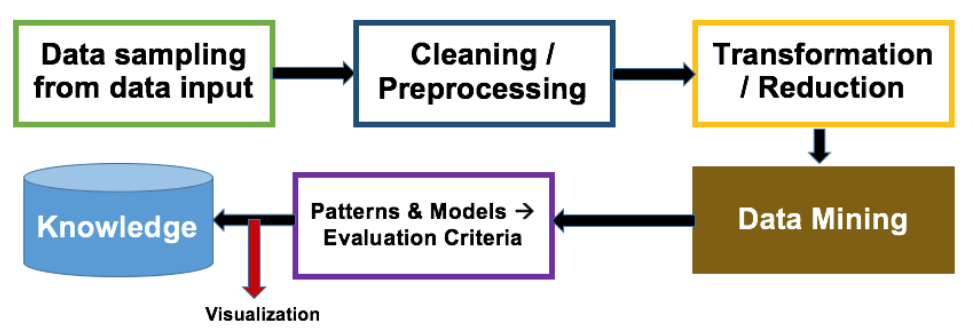 Data sampling
from data input
Cleaning /
Preprocessing
Transformation
/ Reduction
Data Mining
Patterns & Models →
Evaluation Criteria
Knowledge
Visualization